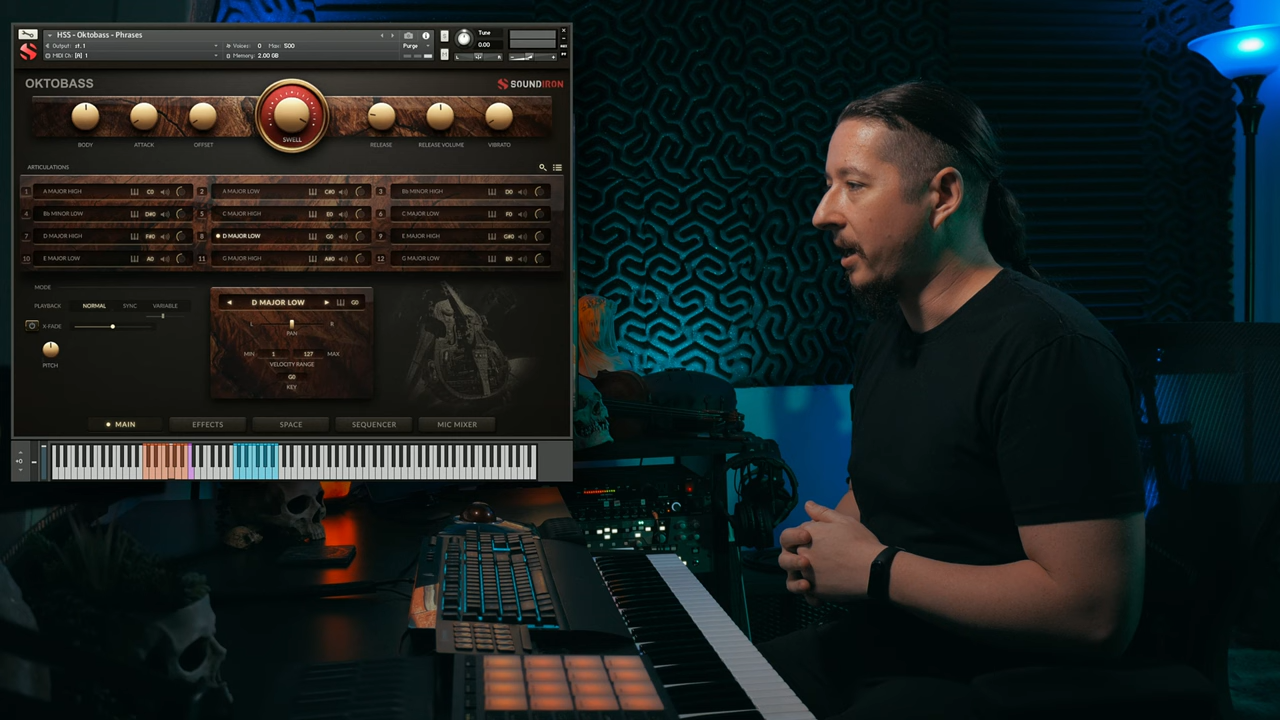 HSS - Oktobass - Phrases
Output: st.1
Voices: 0 Max: 500
Purge
Tune
0.00
MIDI Ch: [A] 1
Memory: 2.00 GB
OKTOBASS
SOUNDIRON
SWELL
BODY ATTACK OFFSET RELEASE RELEASE VOLUME VIBRATO
ARTICULATIONS
1 A MAJOR HIGH C0 2 A MAJOR LOW C#0 3 Bb MINOR HIGH D0
4 Bb MINOR LOW D#0 5 C MAJOR HIGH E0 6 C MAJOR LOW F0
7 D MAJOR HIGH F#0 8 D MAJOR LOW G0 9 E MAJOR HIGH G#0
10 E MAJOR LOW A0 11 G MAJOR HIGH A#0 12 G MAJOR LOW B0
MODE
PLAYBACK NORMAL SYNC VARIABLE
X-FADE
PITCH
D MAJOR LOW G0
L R
PAN
MIN 1 127 MAX
VELOCITY RANGE
G0
KEY
MAIN EFFECTS SPACE SEQUENCER MIC MIXER
+0